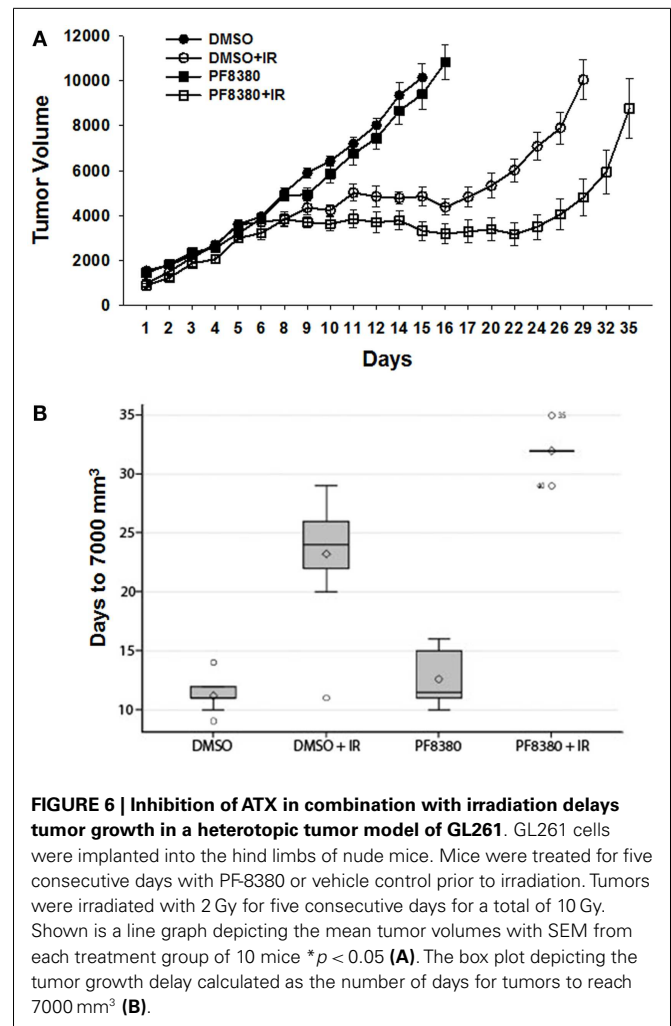 A
12000
10000
8000
6000
4000
2000
0
Tumor Volume
DMSO
DMSO+IR
PF8380
PF8380+IR
1 2 3 4 5 6 8 9 10 11 12 14 15 16 17 20 22 24 26 29 32 35
Days
B
35
30
25
20
15
10
Days to 7000 mm³
DMSO DMSO + IR PF8380 PF8380 + IR
FIGURE 6 | Inhibition of ATX in combination with irradiation delays
tumor growth in a heterotopic tumor model of GL261. GL261 cells
were implanted into the hind limbs of nude mice. Mice were treated for five
consecutive days with PF-8380 or vehicle control prior to irradiation. Tumors
were irradiated with 2 Gy for five consecutive days for a total of 10 Gy.
Shown is a line graph depicting the mean tumor volumes with SEM from
each treatment group of 10 mice *p < 0.05 (A). The box plot depicting the
tumor growth delay calculated as the number of days for tumors to reach
7000 mm³ (B).